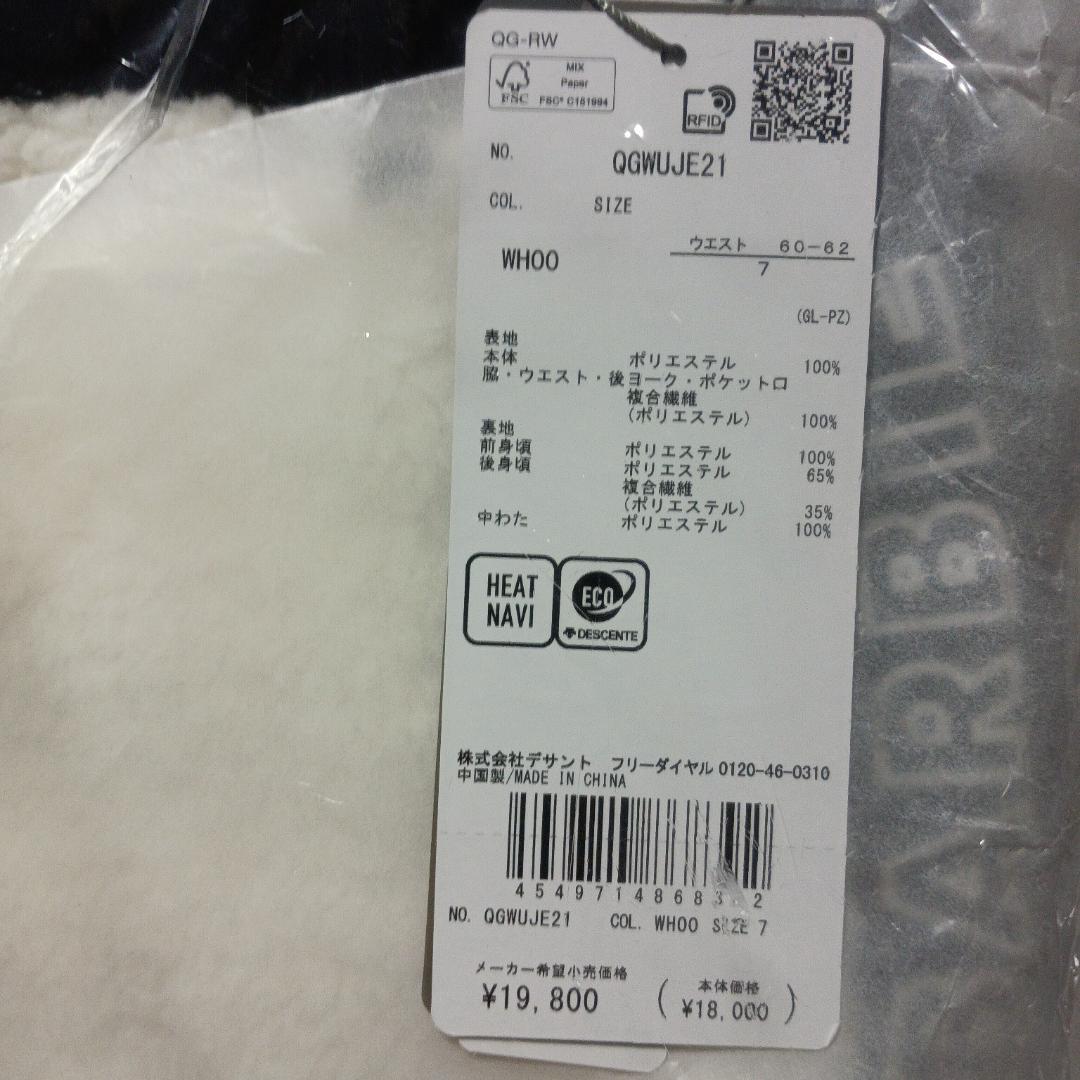 QG-RW
FSC
MIX
Paper
FSC® C161994
RFID
NO. QGWUJE21
COL. SIZE
WH00 ウエスト 60-62
7
(GL-PZ)
表地
本体 ポリエステル 100%
脇・ウエスト・後ヨーク・ポケット口
複合繊維
(ポリエステル) 100%
裏地
前身頃 ポリエステル 100%
後身頃 ポリエステル 65%
複合繊維
(ポリエステル) 35%
中わた ポリエステル 100%
HEAT NAVI
ECO
DESCENTE
株式会社デサント フリーダイヤル 0120-46-0310
中国製/MADE IN CHINA
NO. QGWUJE21 COL. WH00 SIZE 7
メーカー希望小売価格
¥19,800
(本体価格
¥18,000)